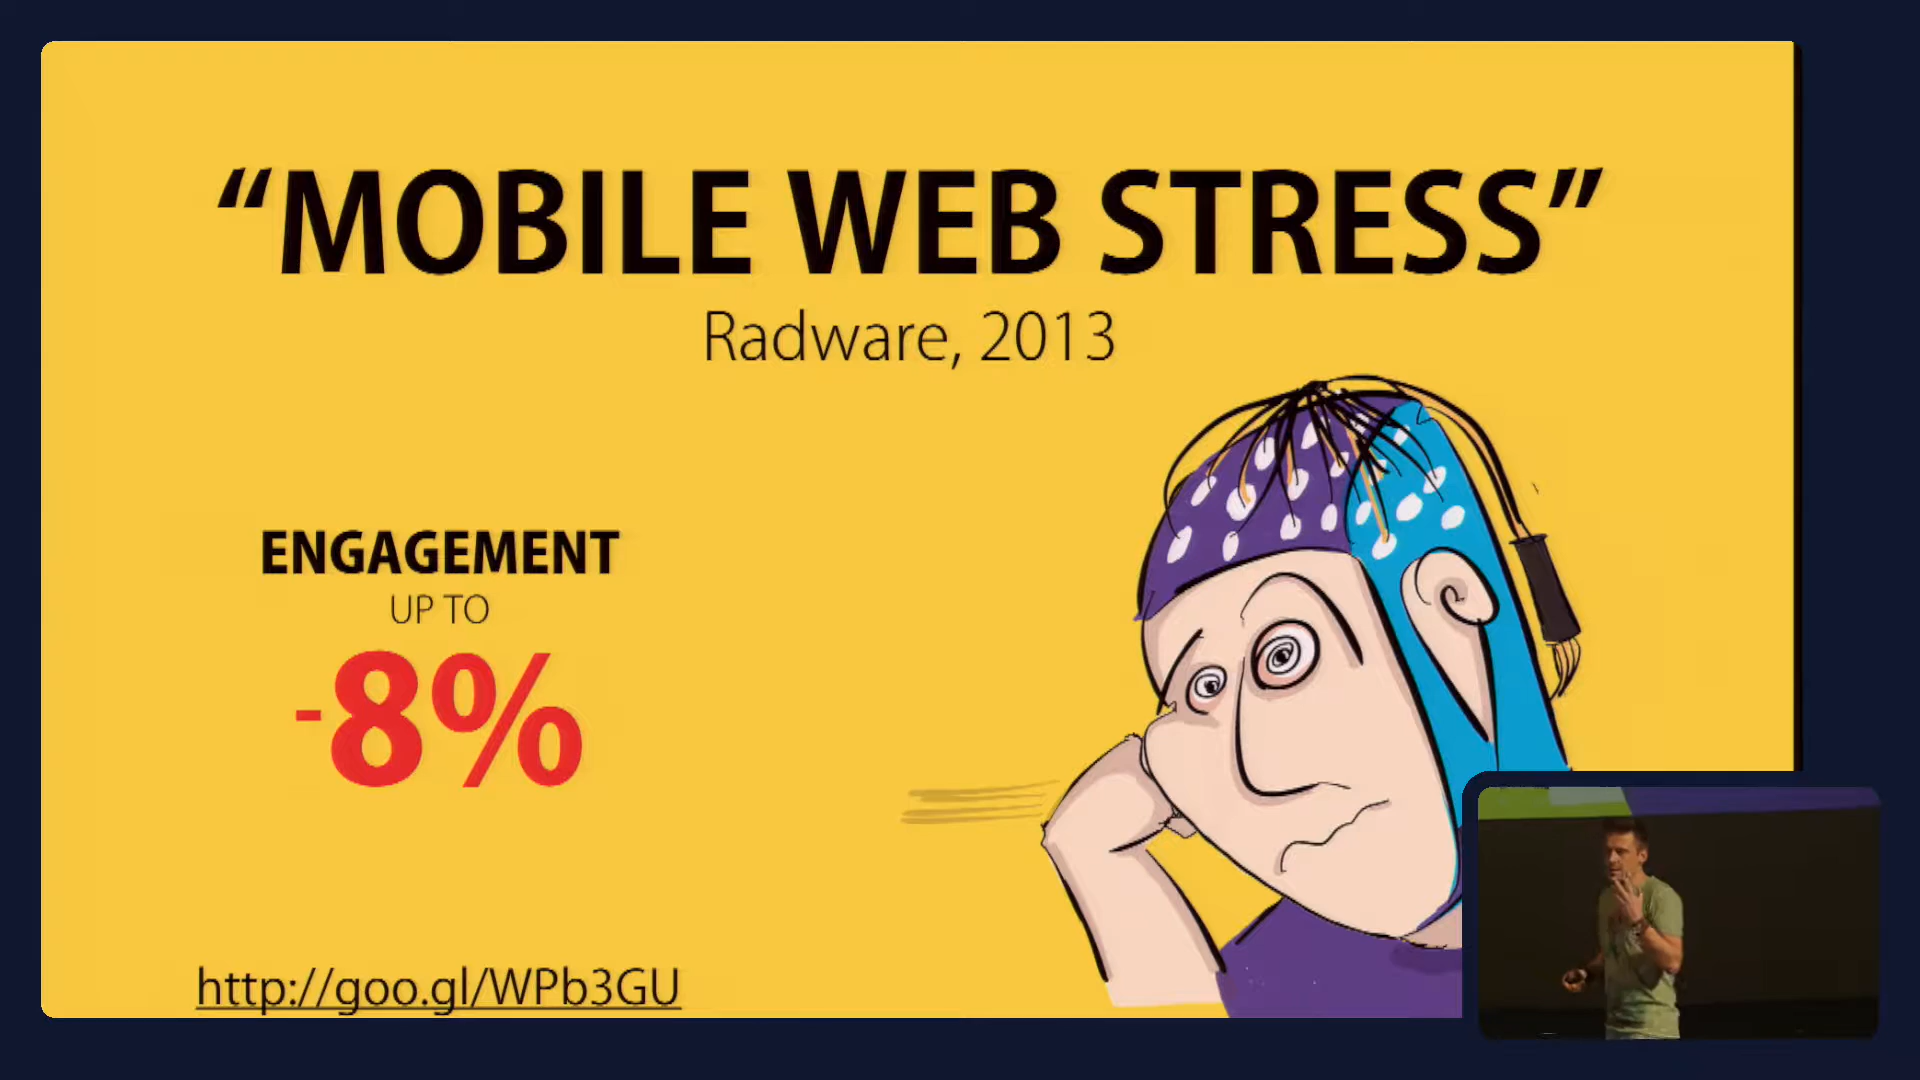 “MOBILE WEB STRESS”
Radware, 2013
ENGAGEMENT
UP TO
-8%
http://goo.gl/WPb3GU